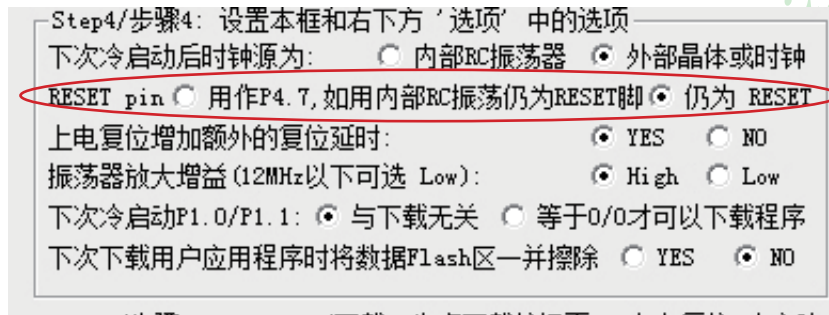 Step4/步骤4: 设置本框和右下方 '选项' 中的选项
下次冷启动后时钟源为: 内部RC振荡器 外部晶体或时钟
RESET pin 用作P4.7,如用内部RC振荡仍为RESET脚 仍为 RESET
上电复位增加额外的复位延时: YES NO
振荡器放大增益(12MHz以下可选 Low): High Low
下次冷启动P1.0/P1.1: 与下载无关 等于0/0才可以下载程序
下次下载用户应用程序时将数据Flash区一并擦除 YES NO